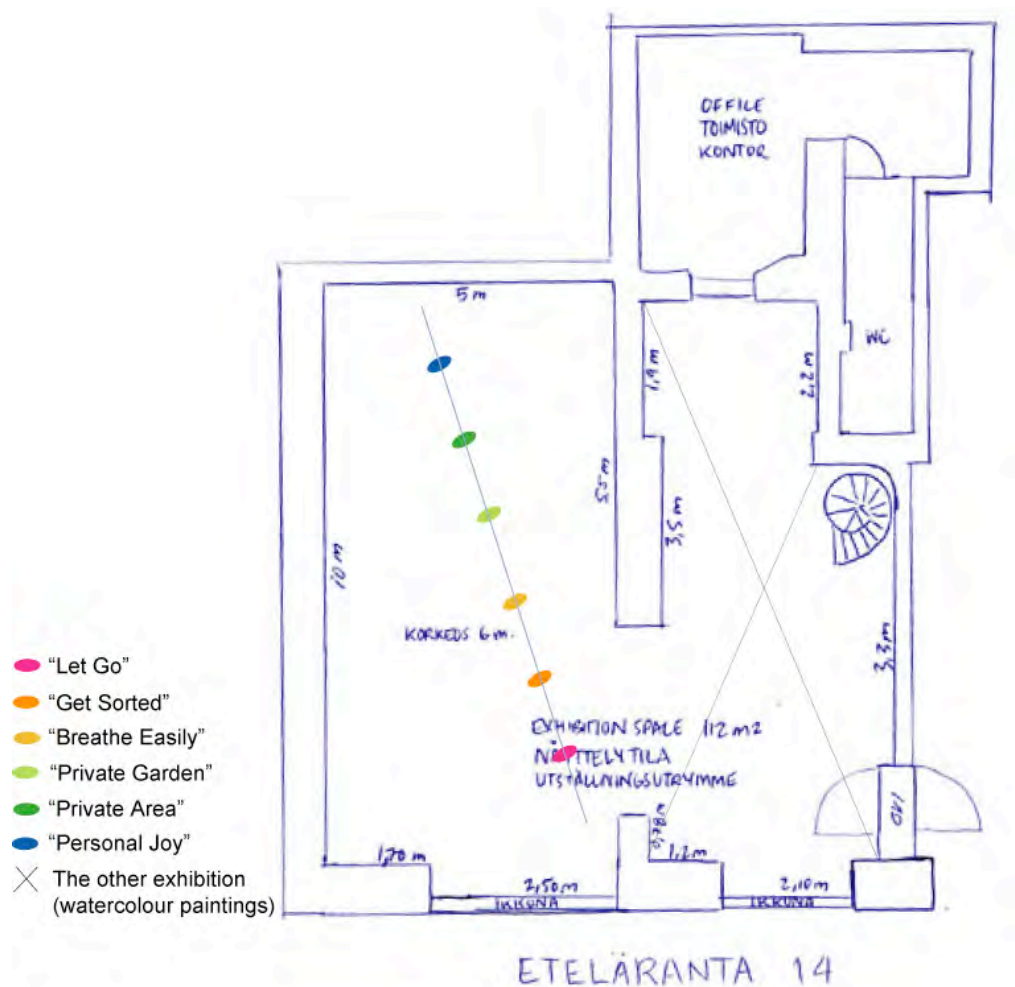 OFFICE
TOIMISTO
KONTOR
WC
5 m
1,9 m
2,2 m
5,5 m
3,5 m
10 m
KORKEUS 6 m.
3,3 m
EXHIBITION SPACE 112 m2
NÄYTTELYTILA
UTSTÄLLNINGSUTRYMME
OVI
0,78 m
1,70 m
1,2 m
2,50 m
IKKUNA
2,10 m
IKKUNA
ETELÄRANTA 14
“Let Go”
“Get Sorted”
“Breathe Easily”
“Private Garden”
“Private Area”
“Personal Joy”
The other exhibition
(watercolour paintings)